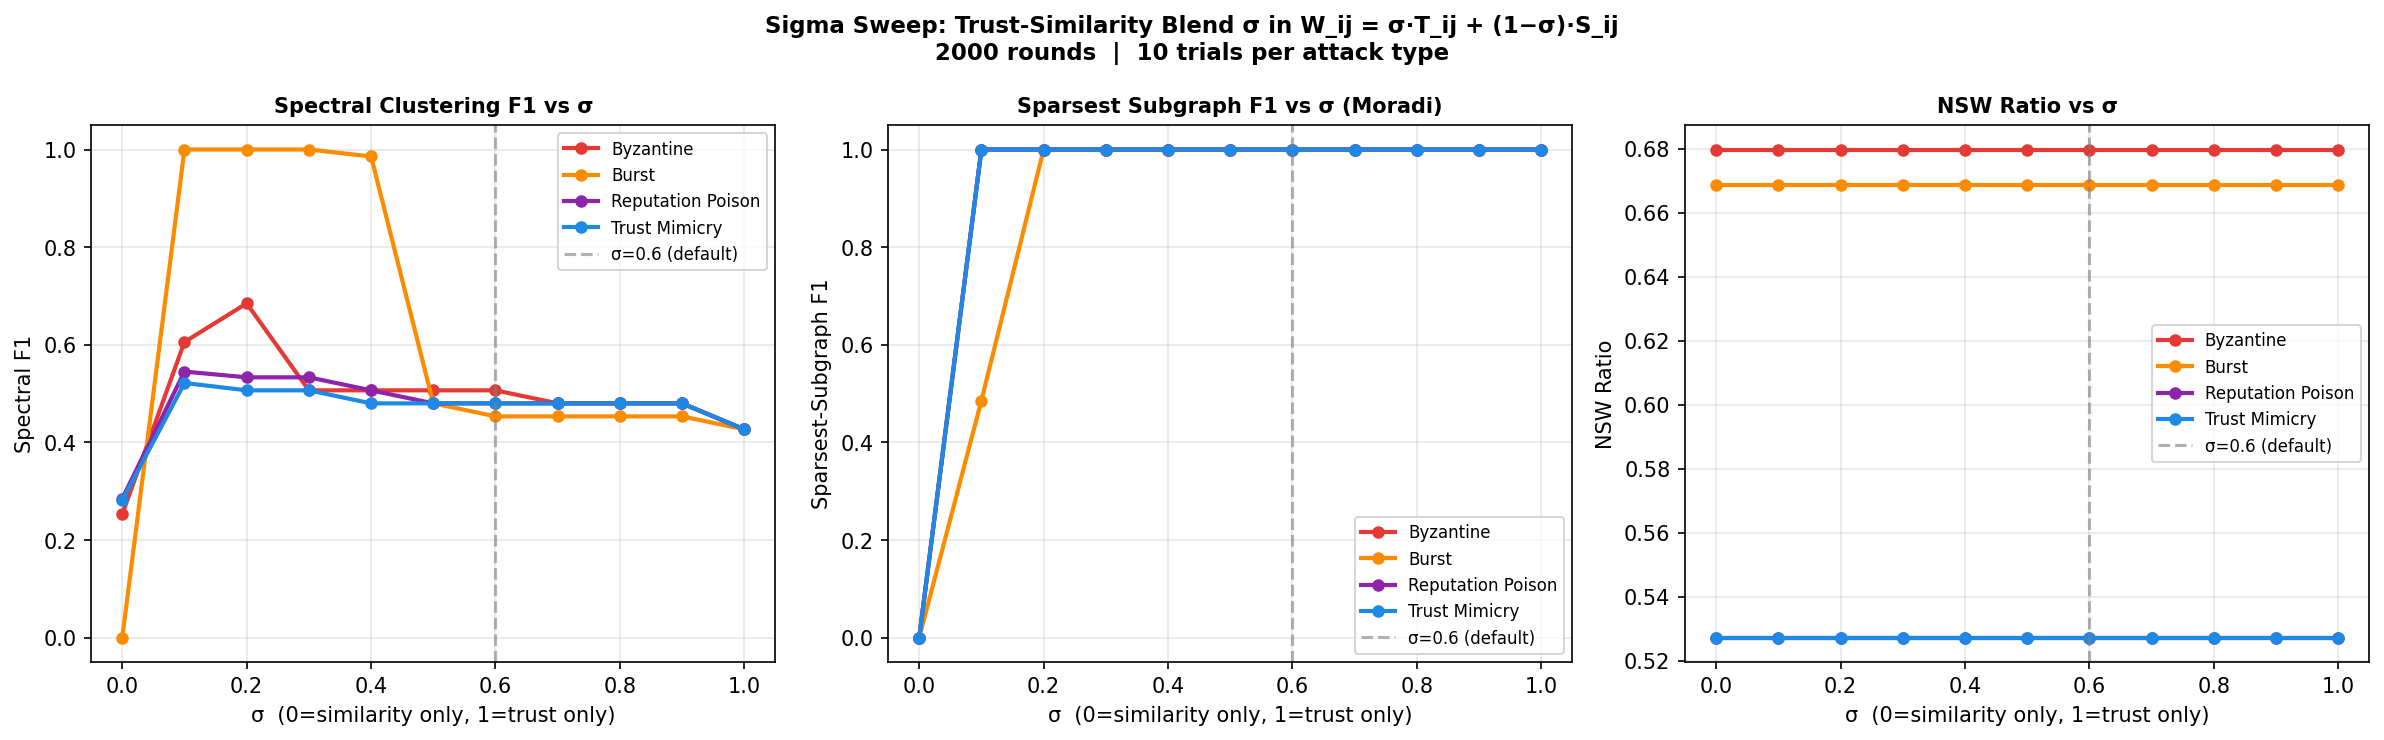 Sigma Sweep: Trust-Similarity Blend σ in W_ij = σ·T_ij + (1−σ)·S_ij
2000 rounds | 10 trials per attack type
Spectral Clustering F1 vs σ
Spectral F1
1.0
0.8
0.6
0.4
0.2
0.0
0.0 0.2 0.4 0.6 0.8 1.0
σ (0=similarity only, 1=trust only)
Byzantine
Burst
Reputation Poison
Trust Mimicry
σ=0.6 (default)
Sparsest Subgraph F1 vs σ (Moradi)
Sparsest-Subgraph F1
1.0
0.8
0.6
0.4
0.2
0.0
0.0 0.2 0.4 0.6 0.8 1.0
σ (0=similarity only, 1=trust only)
Byzantine
Burst
Reputation Poison
Trust Mimicry
σ=0.6 (default)
NSW Ratio vs σ
NSW Ratio
0.68
0.66
0.64
0.62
0.60
0.58
0.56
0.54
0.52
0.0 0.2 0.4 0.6 0.8 1.0
σ (0=similarity only, 1=trust only)
Byzantine
Burst
Reputation Poison
Trust Mimicry
σ=0.6 (default)